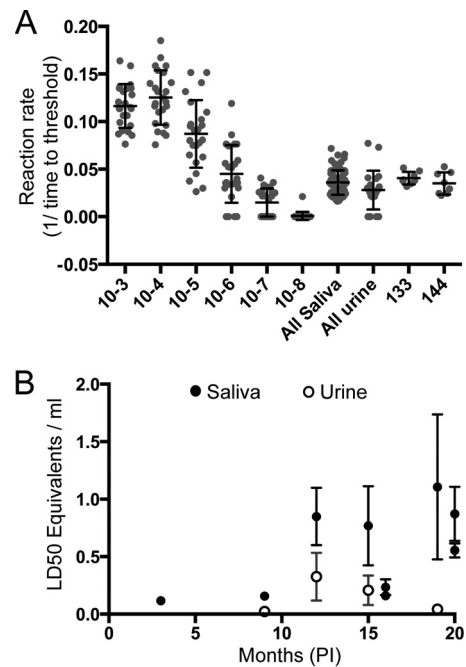 A
Reaction rate
(1/ time to threshold)
0.20
0.15
0.10
0.05
0.00
-0.05
10-3
10-4
10-5
10-6
10-7
10-8
All Saliva
All urine
133
144
B
Saliva
Urine
LD50 Equivalents / ml
2.0
1.5
1.0
0.5
0.0
0
5
10
15
20
Months (PI)